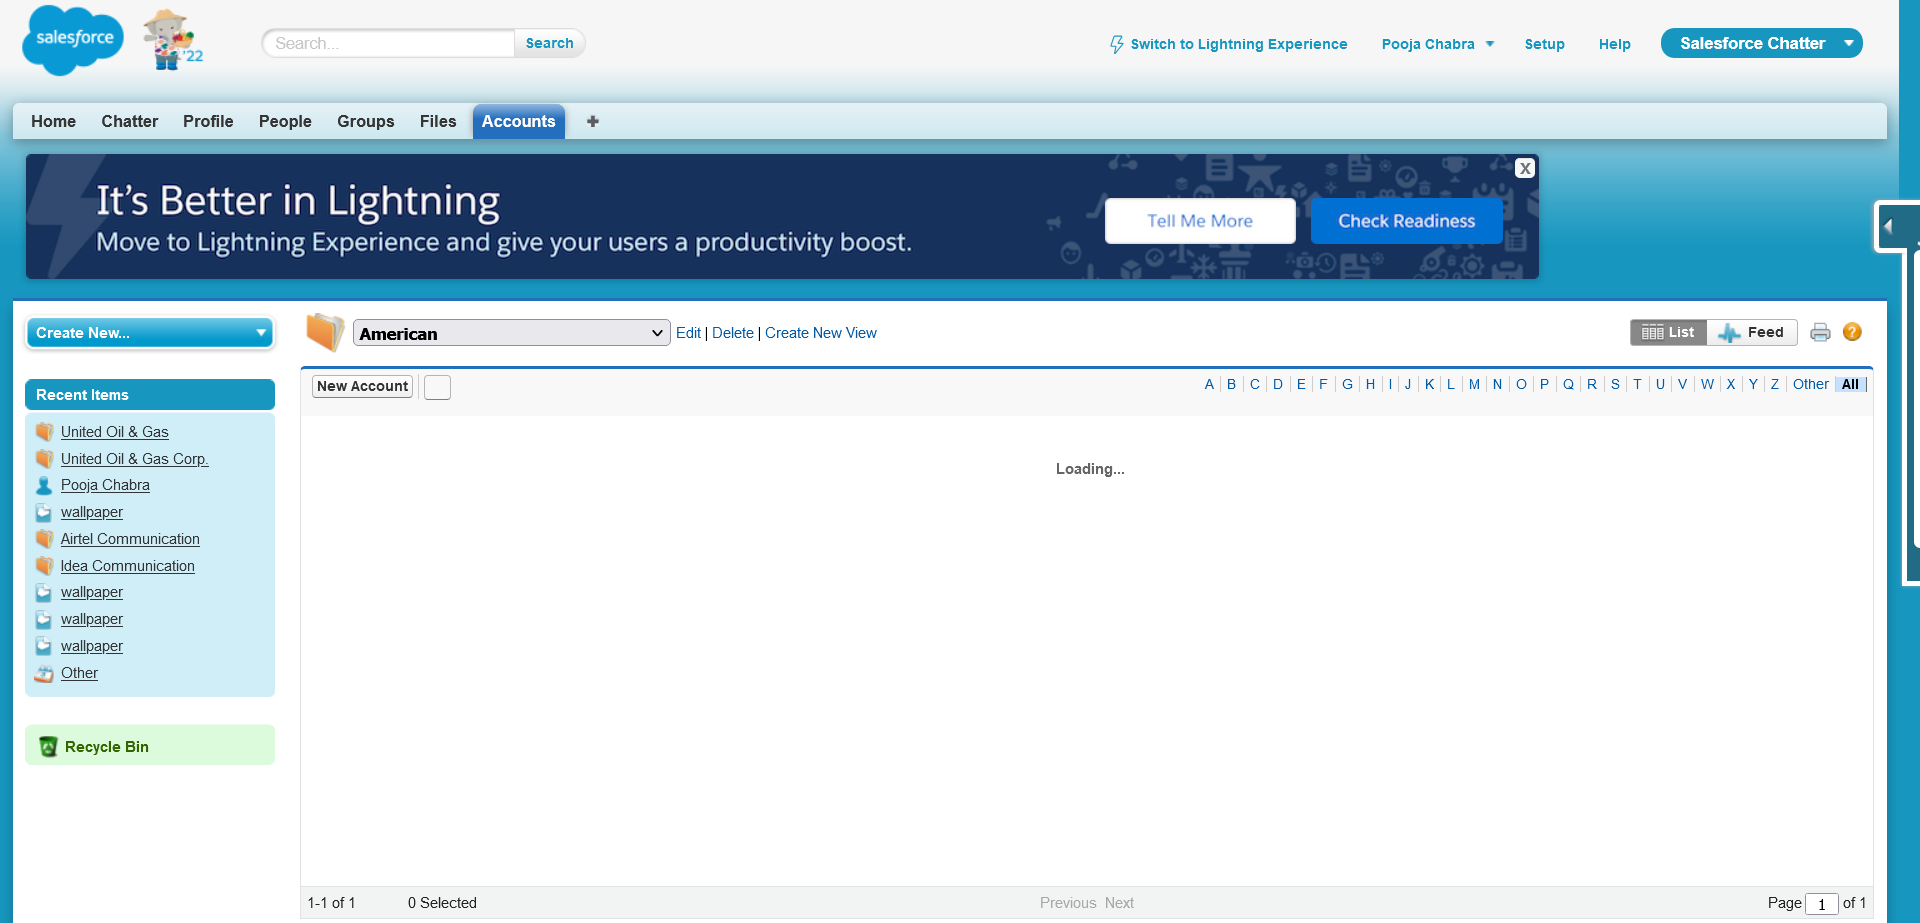 salesforce
'22
Search...
Search
Switch to Lightning Experience
Pooja Chabra
Setup
Help
Salesforce Chatter
Home
Chatter
Profile
People
Groups
Files
Accounts
+
It's Better in Lightning
Move to Lightning Experience and give your users a productivity boost.
Tell Me More
Check Readiness
X
Create New...
American
Edit | Delete | Create New View
List
Feed
?
Recent Items
United Oil & Gas
United Oil & Gas Corp.
Pooja Chabra
wallpaper
Airtel Communication
Idea Communication
wallpaper
wallpaper
wallpaper
Other
Recycle Bin
New Account
A | B | C | D | E | F | G | H | I | J | K | L | M | N | O | P | Q | R | S | T | U | V | W | X | Y | Z | Other | All |
Loading...
1-1 of 1
0 Selected
Previous Next
Page 1 of 1